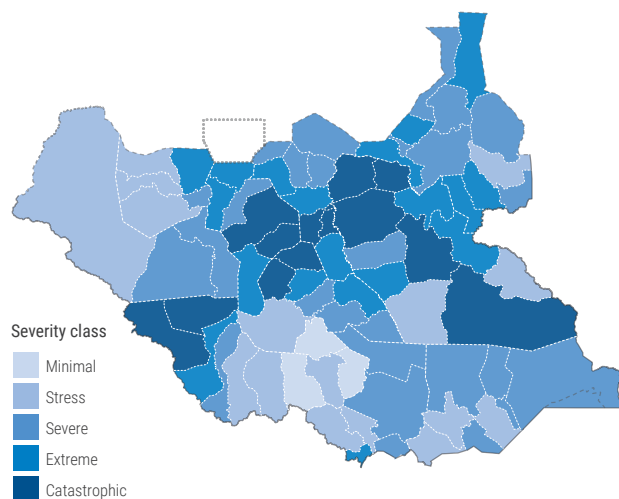 Severity class
Minimal
Stress
Severe
Extreme
Catastrophic